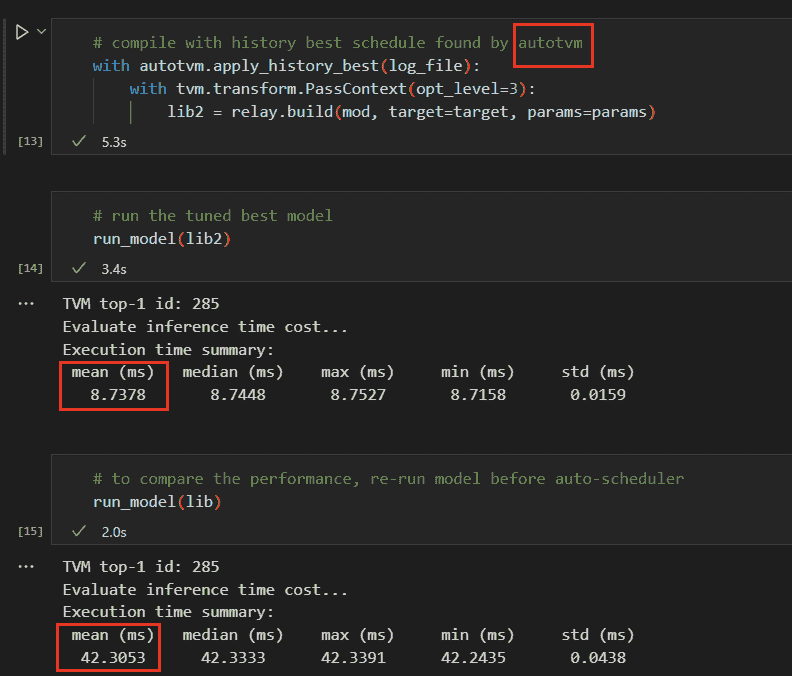 # compile with history best schedule found by autotvm
with autotvm.apply_history_best(log_file):
with tvm.transform.PassContext(opt_level=3):
lib2 = relay.build(mod, target=target, params=params)
[13] 5.3s
# run the tuned best model
run_model(lib2)
[14] 3.4s
TVM top-1 id: 285
Evaluate inference time cost...
Execution time summary:
mean (ms) median (ms) max (ms) min (ms) std (ms)
8.7378 8.7448 8.7527 8.7158 0.0159
# to compare the performance, re-run model before auto-scheduler
run_model(lib)
[15] 2.0s
TVM top-1 id: 285
Evaluate inference time cost...
Execution time summary:
mean (ms) median (ms) max (ms) min (ms) std (ms)
42.3053 42.3333 42.3391 42.2435 0.0438